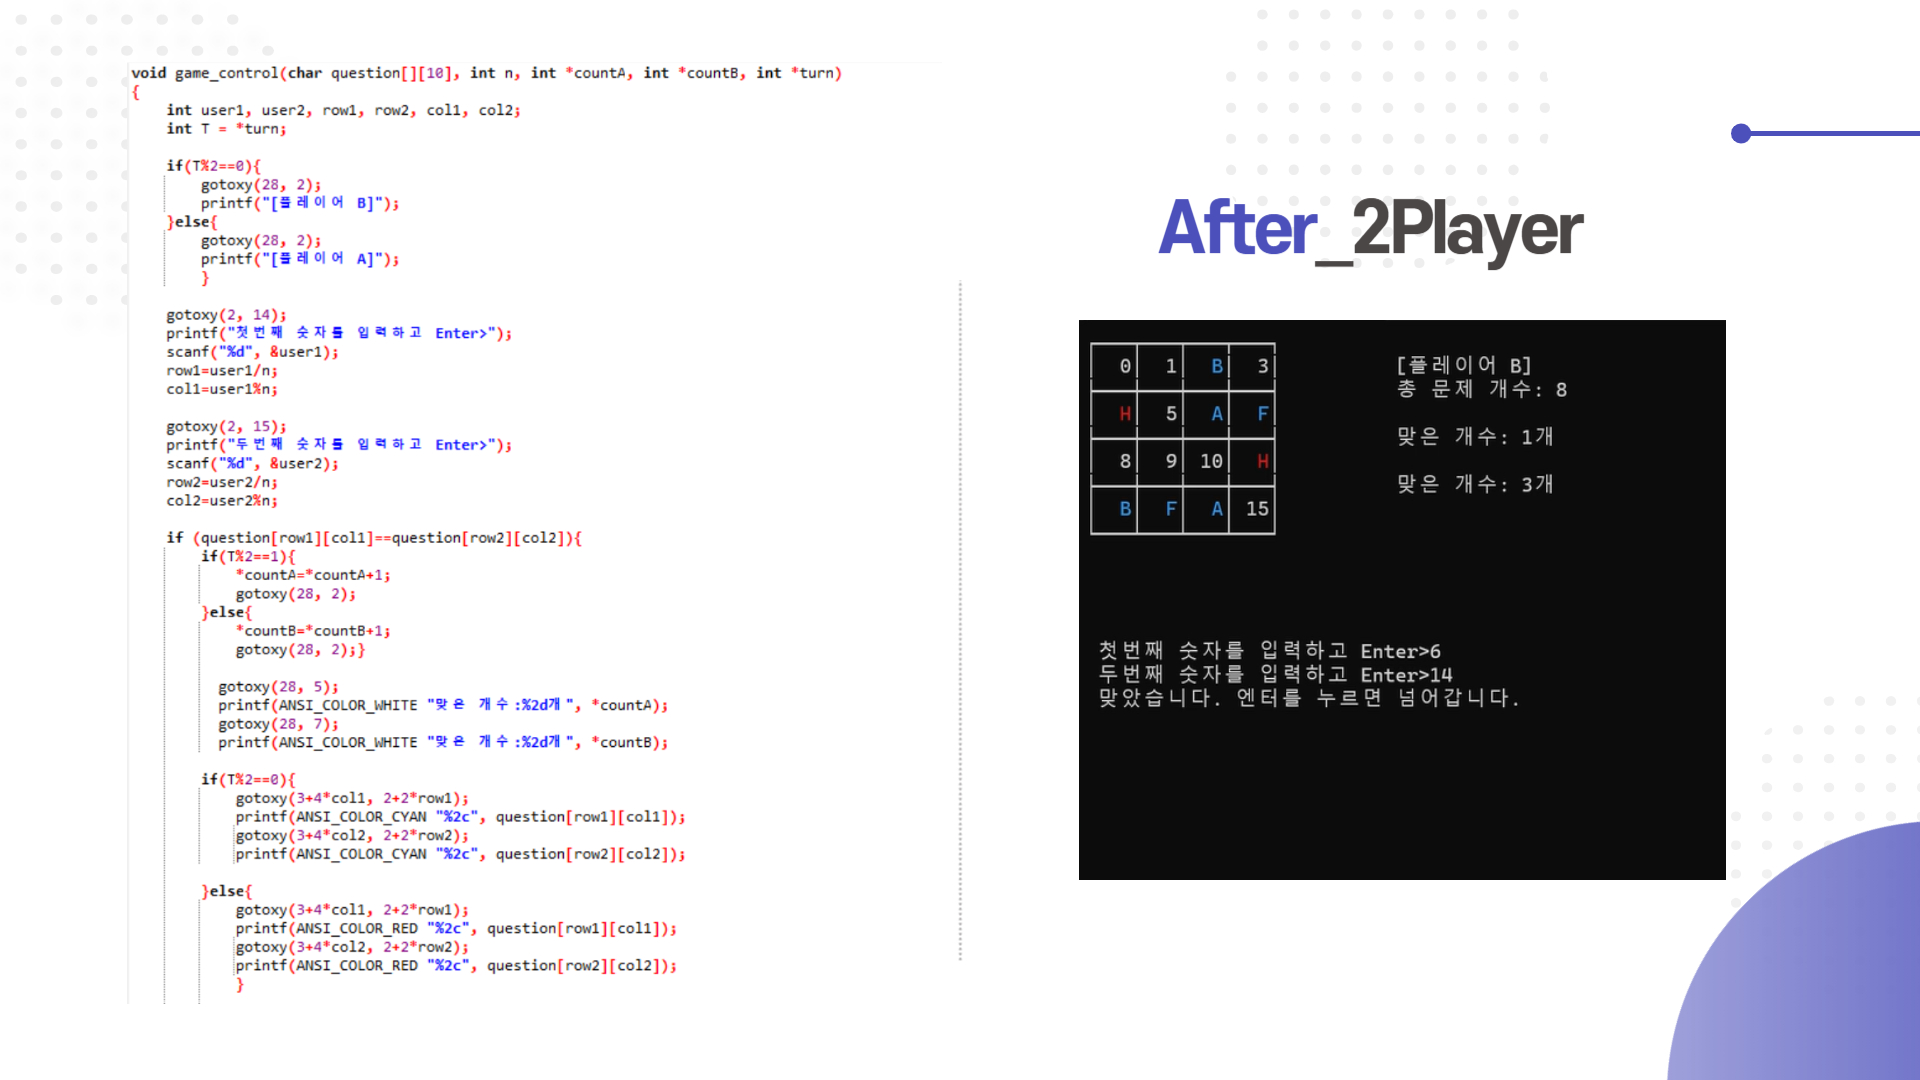 void game_control(char question[][10], int n, int *countA, int *countB, int *turn)
{
int user1, user2, row1, row2, col1, col2;
int T = *turn;
if(T%2==0){
gotoxy(28, 2);
printf("[플레이어 B]");
}else{
gotoxy(28, 2);
printf("[플레이어 A]");
}
gotoxy(2, 14);
printf("첫번째 숫자를 입력하고 Enter>");
scanf("%d", &user1);
row1=user1/n;
col1=user1%n;
gotoxy(2, 15);
printf("두번째 숫자를 입력하고 Enter>");
scanf("%d", &user2);
row2=user2/n;
col2=user2%n;
if (question[row1][col1]==question[row2][col2]){
if(T%2==1){
*countA=*countA+1;
gotoxy(28, 2);
}else{
*countB=*countB+1;
gotoxy(28, 2);}
gotoxy(28, 5);
printf(ANSI_COLOR_WHITE "맞은 개수:%2d개", *countA);
gotoxy(28, 7);
printf(ANSI_COLOR_WHITE "맞은 개수:%2d개", *countB);
if(T%2==0){
gotoxy(3+4*col1, 2+2*row1);
printf(ANSI_COLOR_CYAN "%2c", question[row1][col1]);
gotoxy(3+4*col2, 2+2*row2);
printf(ANSI_COLOR_CYAN "%2c", question[row2][col2]);
}else{
gotoxy(3+4*col1, 2+2*row1);
printf(ANSI_COLOR_RED "%2c", question[row1][col1]);
gotoxy(3+4*col2, 2+2*row2);
printf(ANSI_COLOR_RED "%2c", question[row2][col2]);
}
After_2Player
0 1 B 3
H 5 A F
8 9 10 H
B F A 15
[플레이어 B]
총 문제 개수: 8
맞은 개수: 1개
맞은 개수: 3개
첫번째 숫자를 입력하고 Enter>6
두번째 숫자를 입력하고 Enter>14
맞았습니다. 엔터를 누르면 넘어갑니다.